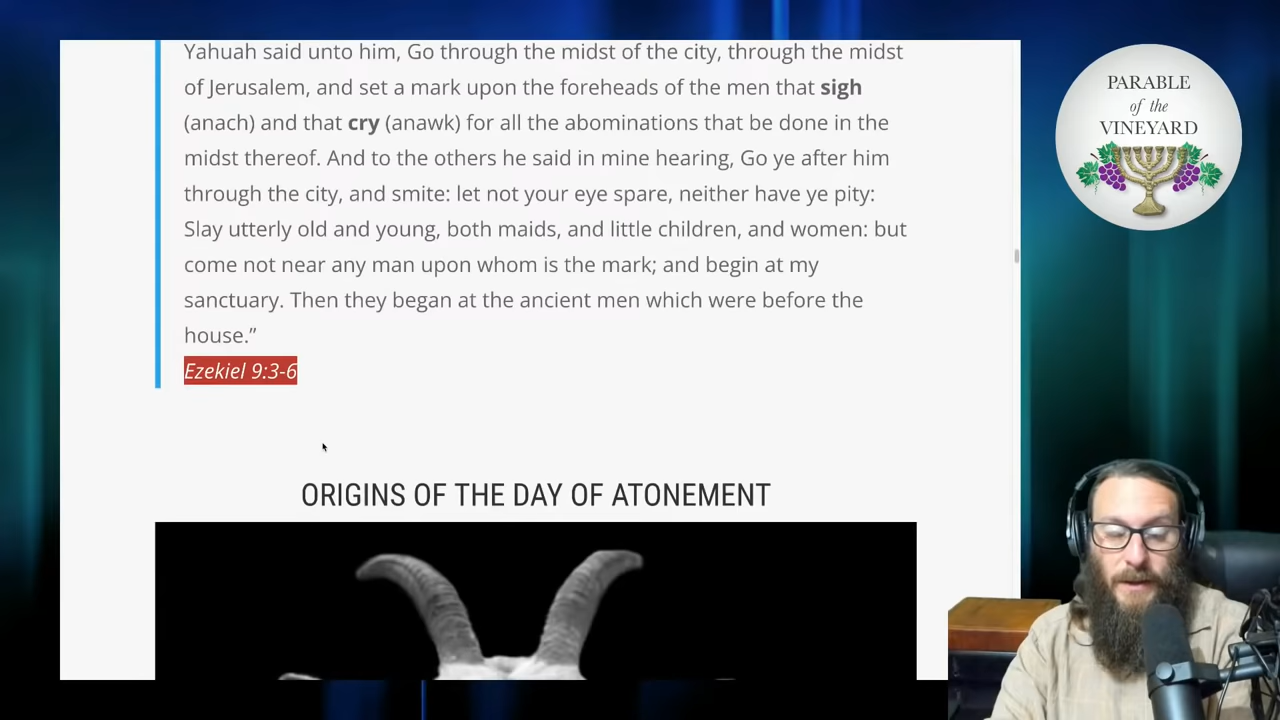 Yahuah said unto him, Go through the midst of the city, through the midst
of Jerusalem, and set a mark upon the foreheads of the men that sigh
(anach) and that cry (anawk) for all the abominations that be done in the
midst thereof. And to the others he said in mine hearing, Go ye after him
through the city, and smite: let not your eye spare, neither have ye pity:
Slay utterly old and young, both maids, and little children, and women: but
come not near any man upon whom is the mark; and begin at my
sanctuary. Then they began at the ancient men which were before the
house.”
Ezekiel 9:3-6
ORIGINS OF THE DAY OF ATONEMENT
PARABLE
of the
VINEYARD